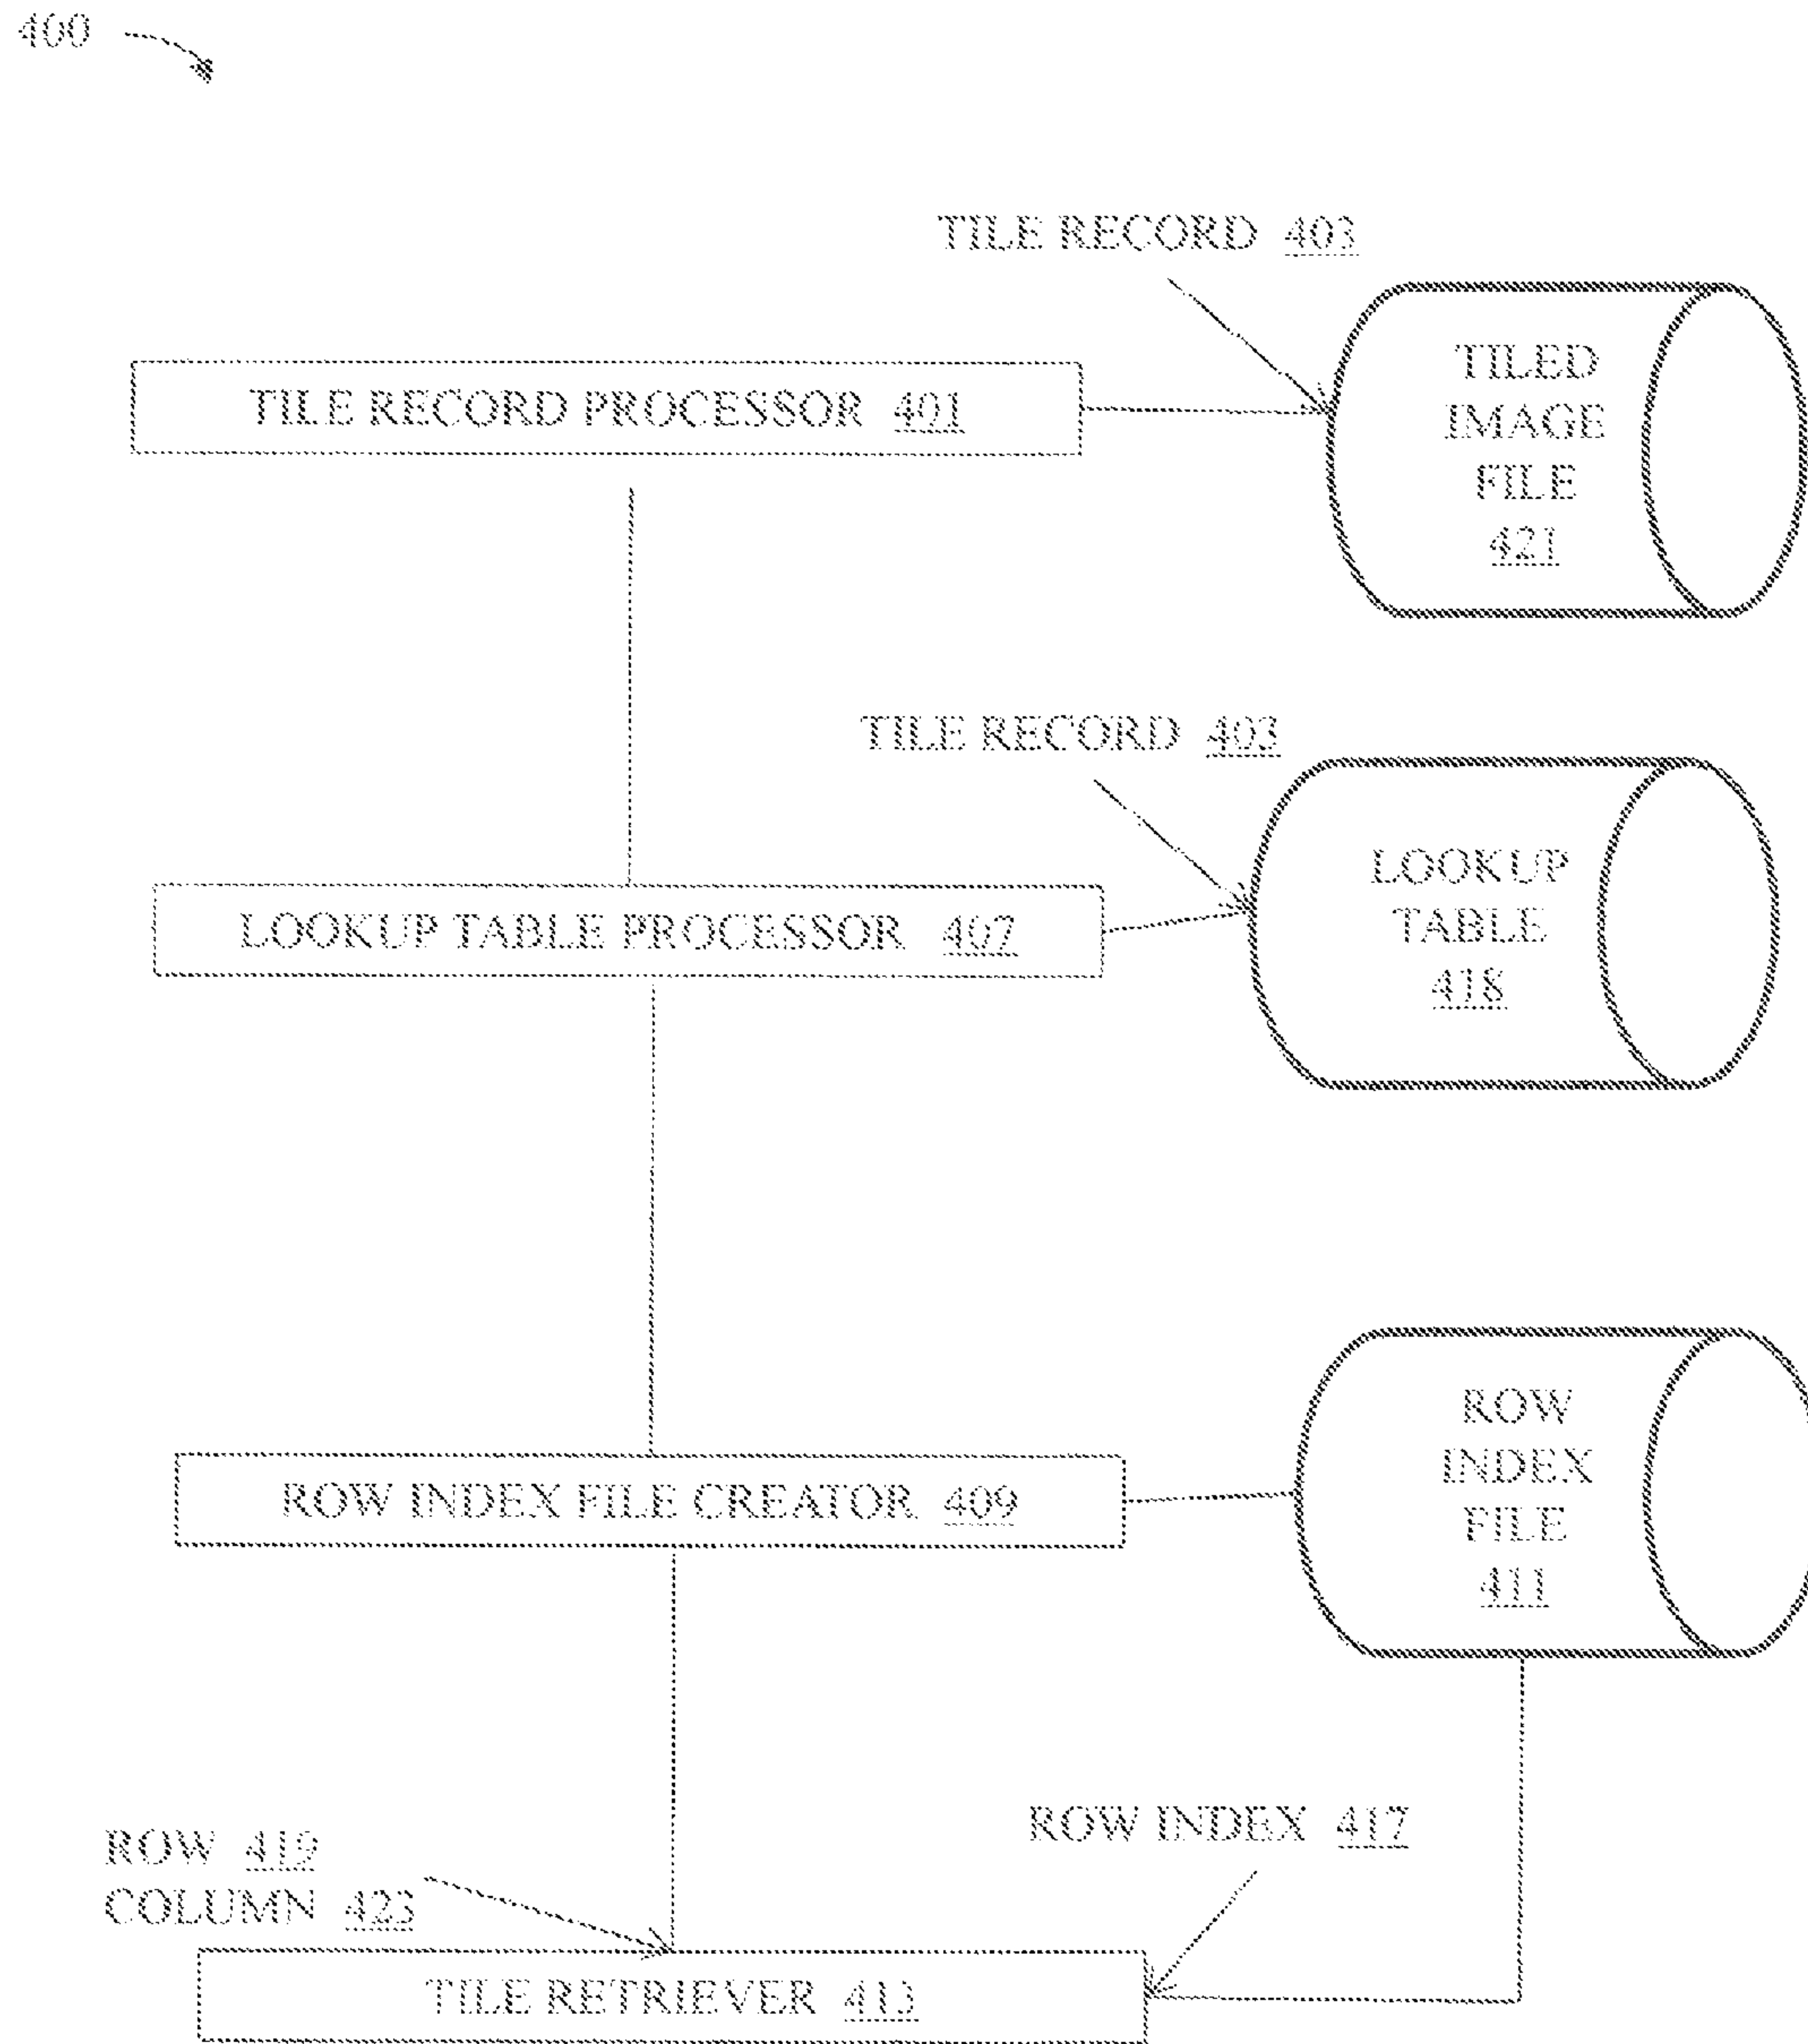 400
TILE RECORD 403
TILE RECORD PROCESSOR 401
TILED
IMAGE
FILE
421
TILE RECORD 403
LOOKUP TABLE PROCESSOR 407
LOOKUP
TABLE
418
ROW INDEX FILE CREATOR 409
ROW
INDEX
FILE
411
ROW INDEX 417
ROW 419
COLUMN 423
TILE RETRIEVER 413